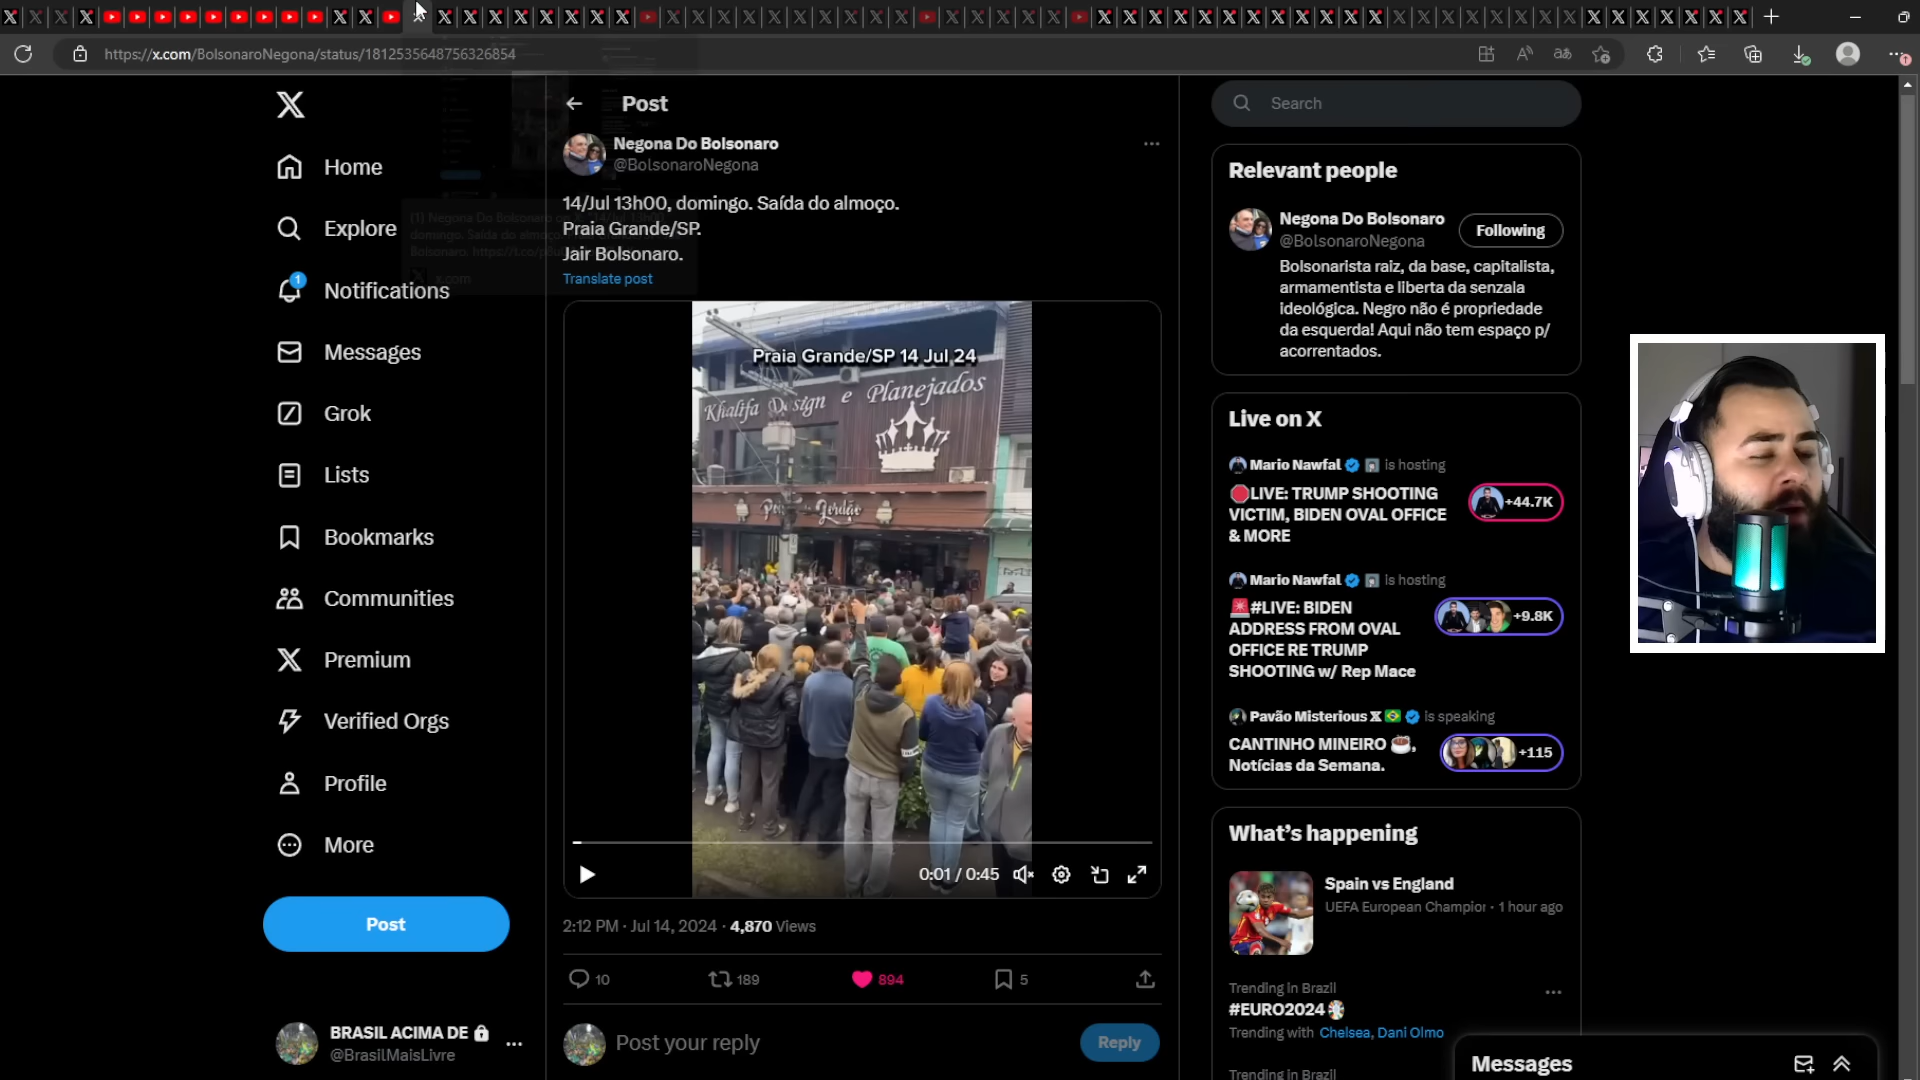 https://x.com/BolsonaroNegona/status/1812535648756326854
Home
Explore
1
Notifications
Messages
Grok
Lists
Bookmarks
Communities
Premium
Verified Orgs
Profile
More
Post
BRASIL ACIMA DE
@BrasilMaisLivre
Post
Negona Do Bolsonaro
@BolsonaroNegona
14/Jul 13h00, domingo. Saída do almoço.
Praia Grande/SP.
Jair Bolsonaro.
Translate post
Praia Grande/SP 14 Jul 24
Khalifa Design e Planejados
0:01 / 0:45
2:12 PM · Jul 14, 2024 · 4,870 Views
10
189
894
5
Post your reply
Reply
Search
Relevant people
Negona Do Bolsonaro
@BolsonaroNegona
Following
Bolsonarista raiz, da base, capitalista,
armamentista e liberta da senzala
ideológica. Negro não é propriedade
da esquerda! Aqui não tem espaço p/
acorrentados.
Live on X
Mario Nawfal is hosting
LIVE: TRUMP SHOOTING
VICTIM, BIDEN OVAL OFFICE
& MORE
+44.7K
Mario Nawfal is hosting
#LIVE: BIDEN
ADDRESS FROM OVAL
OFFICE RE TRUMP
SHOOTING w/ Rep Mace
+9.8K
Pavão Misterious X is speaking
CANTINHO MINEIRO ☕,
Notícias da Semana.
+115
What's happening
Spain vs England
UEFA European Champior · 1 hour ago
Trending in Brazil
#EURO2024
Trending with Chelsea, Dani Olmo
Trending in Brazil
Messages